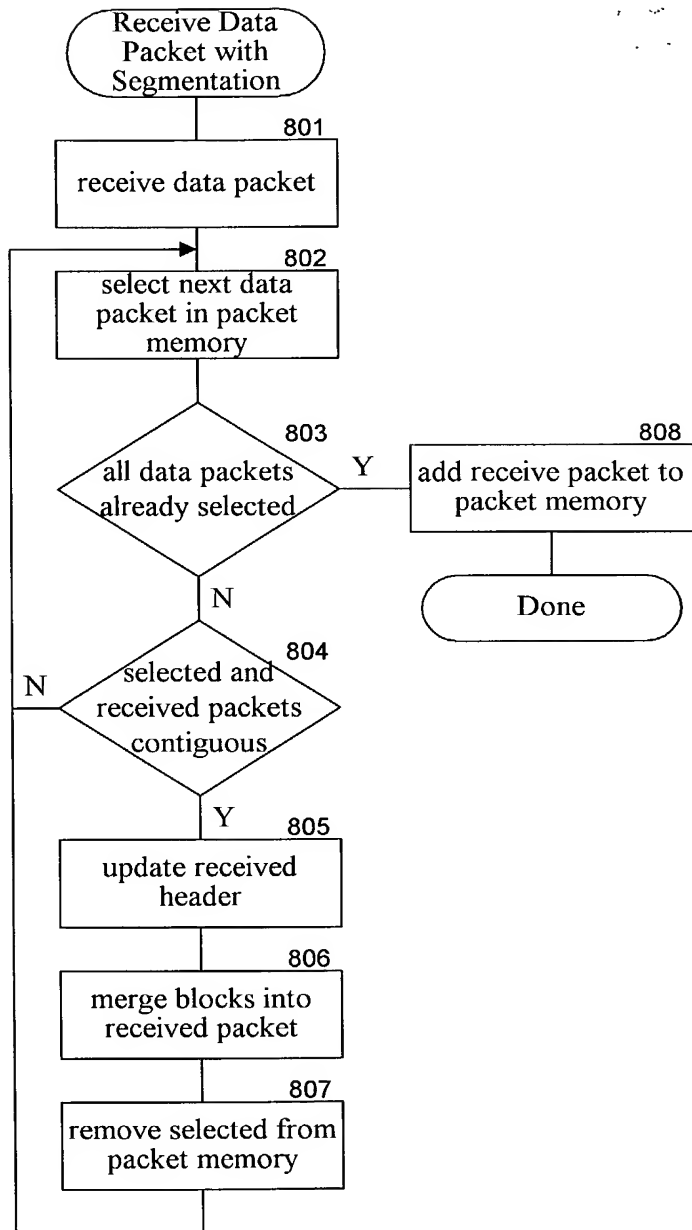 Receive Data
Packet with
Segmentation
801
receive data packet
802
select next data
packet in packet
memory
803
all data packets
already selected
Y
808
add receive packet to
packet memory
Done
N
804
selected and
received packets
contiguous
N
Y
805
update received
header
806
merge blocks into
received packet
807
remove selected from
packet memory